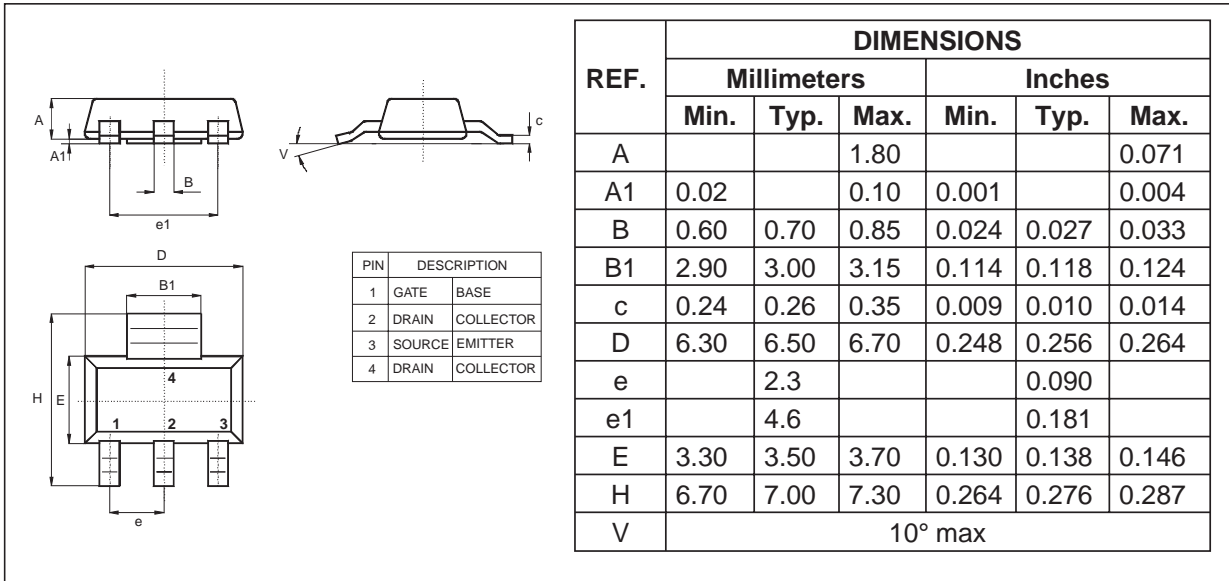 A
A1
B
e1
V
c
D
B1
H
E
4
1 2 3
e
PIN DESCRIPTION
1 GATE BASE
2 DRAIN COLLECTOR
3 SOURCE EMITTER
4 DRAIN COLLECTOR
REF. DIMENSIONS
Millimeters Inches
Min. Typ. Max. Min. Typ. Max.
A 1.80 0.071
A1 0.02 0.10 0.001 0.004
B 0.60 0.70 0.85 0.024 0.027 0.033
B1 2.90 3.00 3.15 0.114 0.118 0.124
c 0.24 0.26 0.35 0.009 0.010 0.014
D 6.30 6.50 6.70 0.248 0.256 0.264
e 2.3 0.090
e1 4.6 0.181
E 3.30 3.50 3.70 0.130 0.138 0.146
H 6.70 7.00 7.30 0.264 0.276 0.287
V 10° max